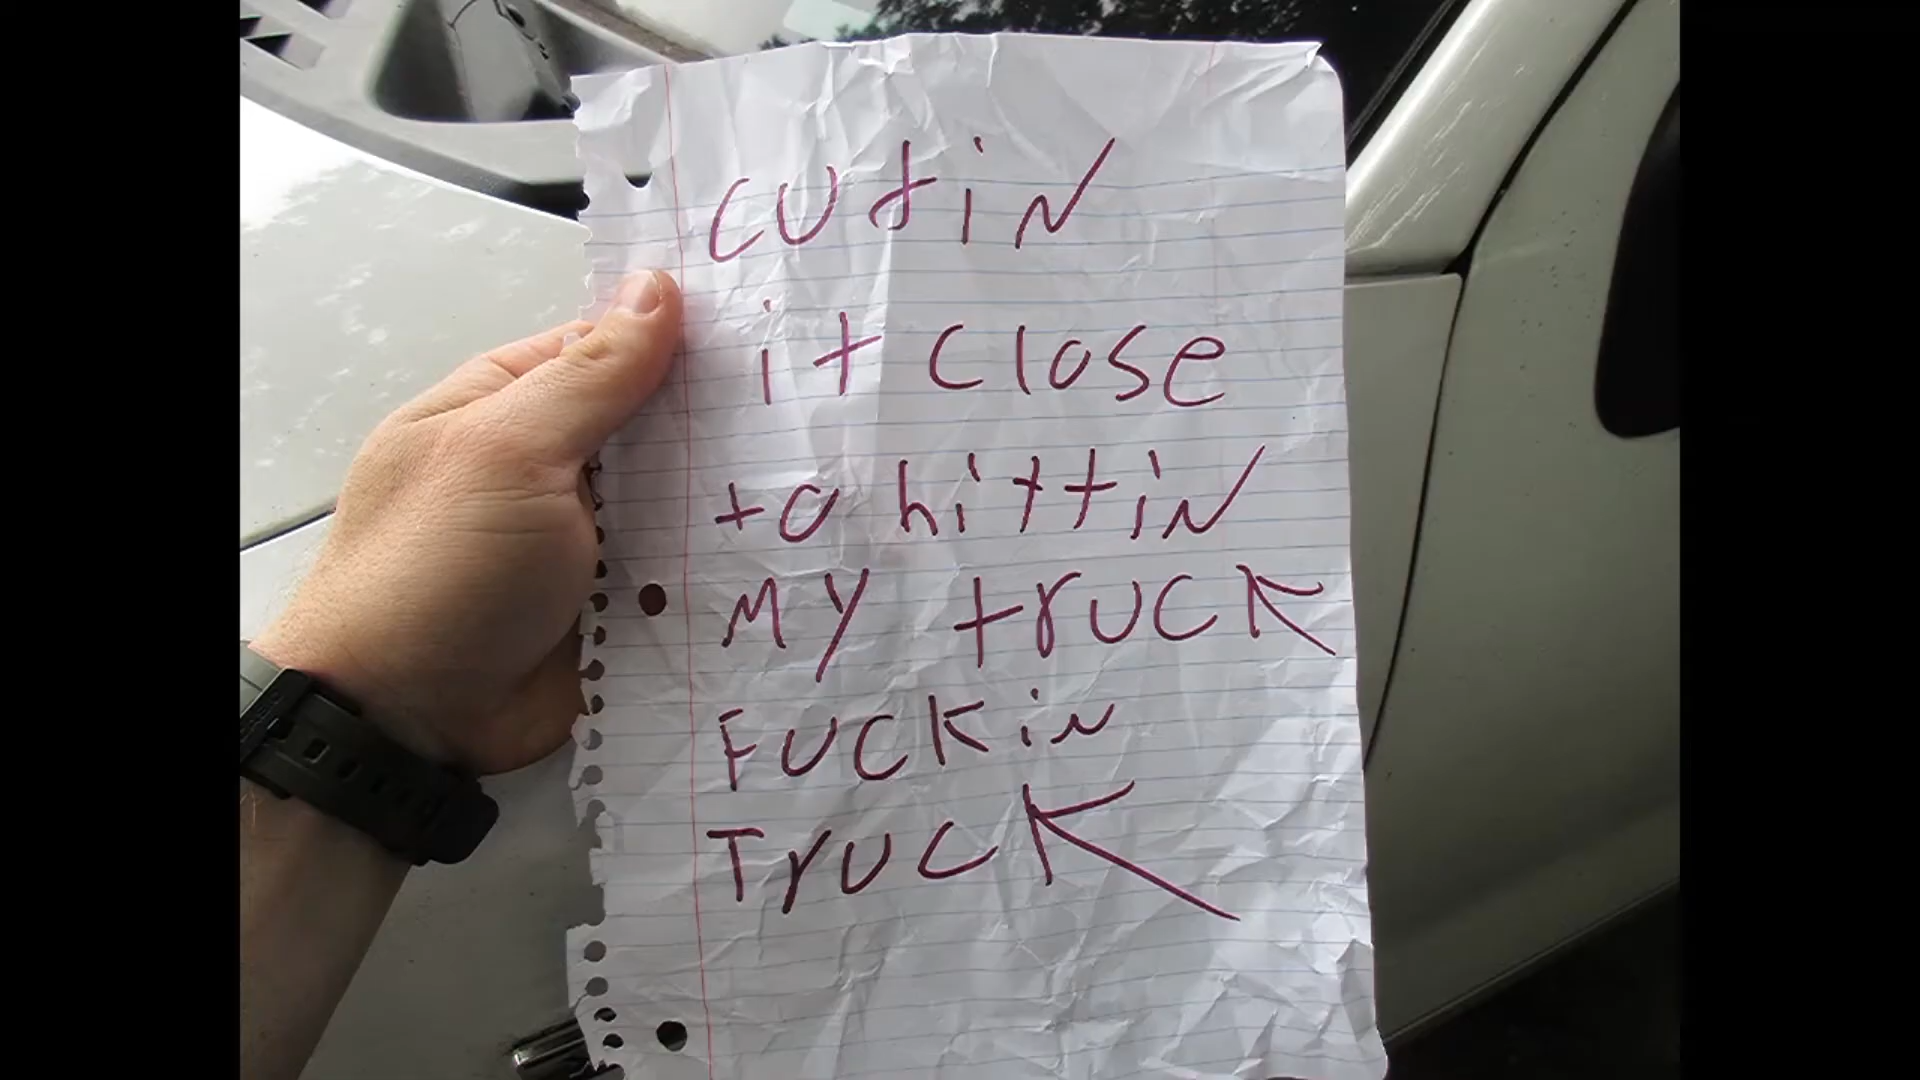 cutin
it close
to hittin
my truck
Fuckin
Truck